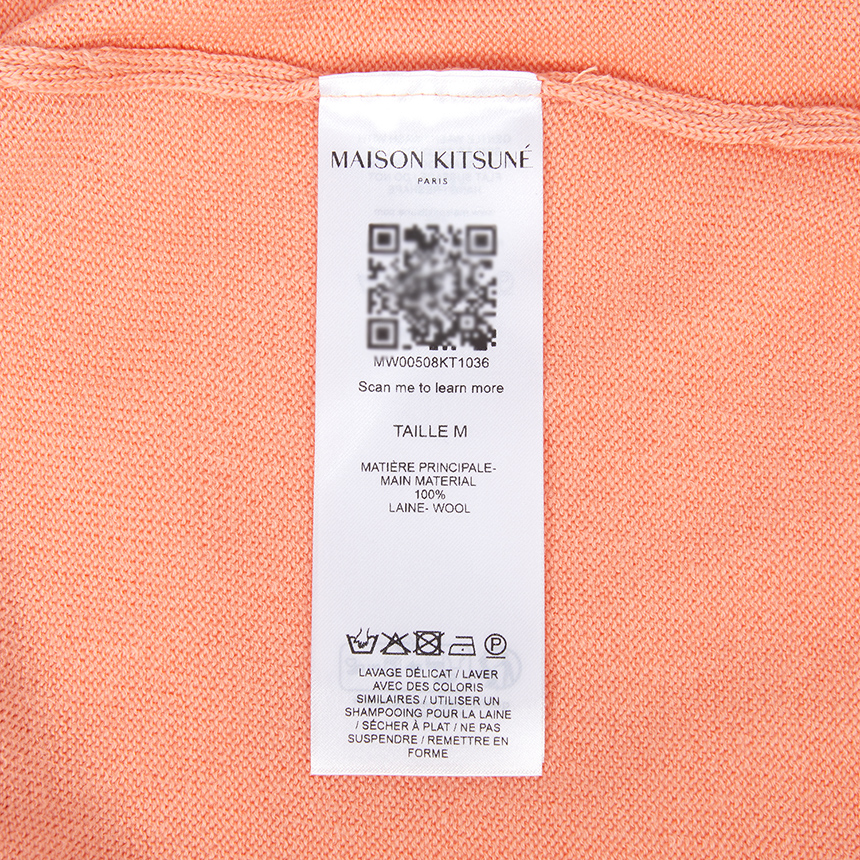 MAISON KITSUNÉ
PARIS
MW00508KT1036
Scan me to learn more
TAILLE M
MATIÈRE PRINCIPALE-
MAIN MATERIAL
100%
LAINE- WOOL
P
LAVAGE DÉLICAT / LAVER
AVEC DES COLORIS
SIMILAIRES / UTILISER UN
SHAMPOOING POUR LA LAINE
/ SÉCHER À PLAT / NE PAS
SUSPENDRE / REMETTRE EN
FORME